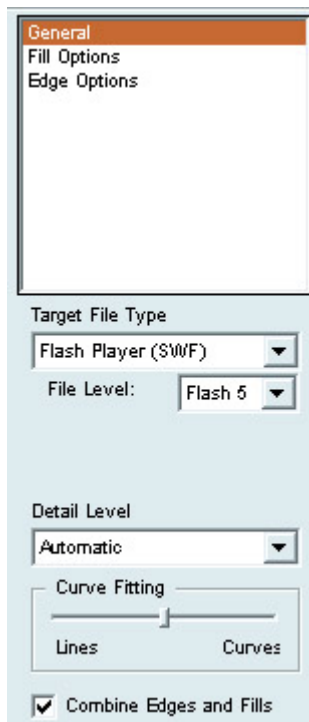 General
Fill Options
Edge Options
Target File Type
Flash Player (SWF)
File Level: Flash 5
Detail Level
Automatic
Curve Fitting
Lines Curves
Combine Edges and Fills